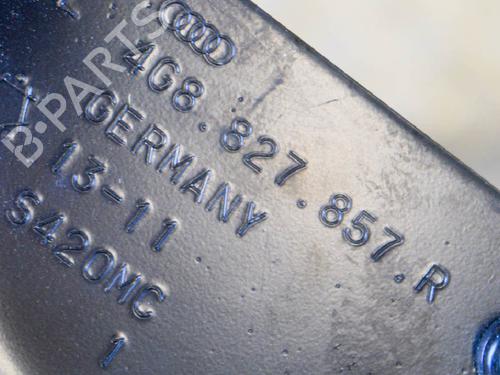 4G8.827.857.R
GERMANY
13-11
S420MC
1
B-PARTS